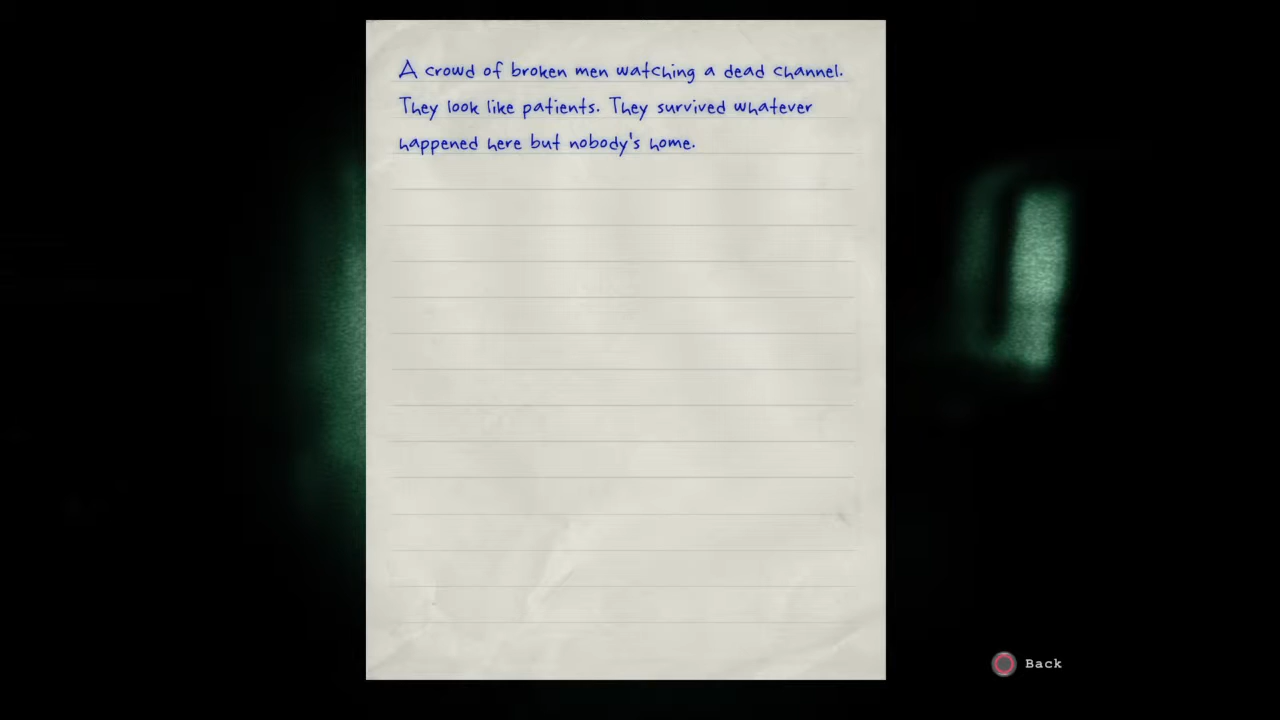 A crowd of broken men watching a dead channel.
They look like patients. They survived whatever
happened here but nobody's home.
Back